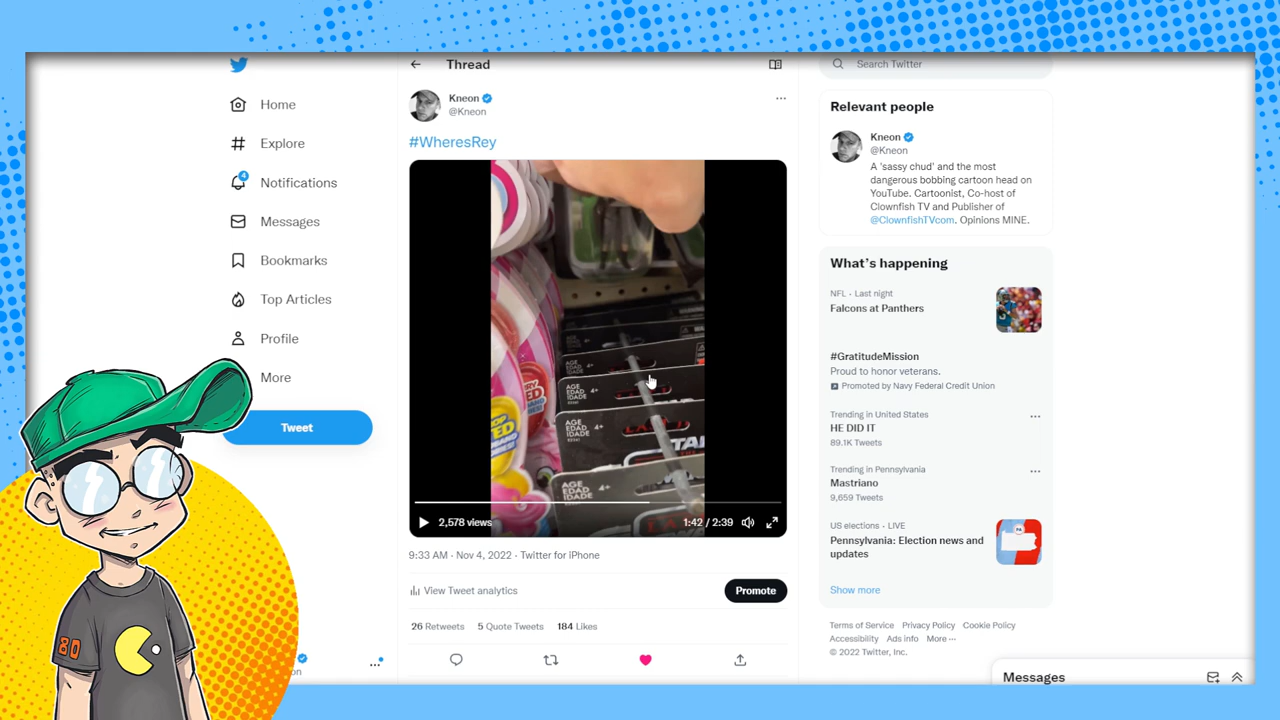 Thread
Search Twitter
Home
Explore
4
Notifications
Messages
Bookmarks
Top Articles
Profile
More
Tweet
Kneon
@Kneon
#WheresRey
AGE
EDAD
IDADE
4+
AGE
EDAD
IDADE
4+
AGE
EDAD
IDADE
4+
AGE
EDAD
IDADE
4+
STAR
2,578 views
1:42 / 2:39
9:33 AM · Nov 4, 2022 · Twitter for iPhone
View Tweet analytics
Promote
26 Retweets 5 Quote Tweets 184 Likes
Relevant people
Kneon
@Kneon
A 'sassy chud' and the most
dangerous bobbing cartoon head on
YouTube. Cartoonist, Co-host of
Clownfish TV and Publisher of
@ClownfishTVcom. Opinions MINE.
What's happening
NFL · Last night
Falcons at Panthers
#GratitudeMission
Proud to honor veterans.
Promoted by Navy Federal Credit Union
Trending in United States
HE DID IT
89.1K Tweets
Trending in Pennsylvania
Mastriano
9,659 Tweets
US elections · LIVE
Pennsylvania: Election news and
updates
Show more
Terms of Service Privacy Policy Cookie Policy
Accessibility Ads info More ···
© 2022 Twitter, Inc.
Messages
80